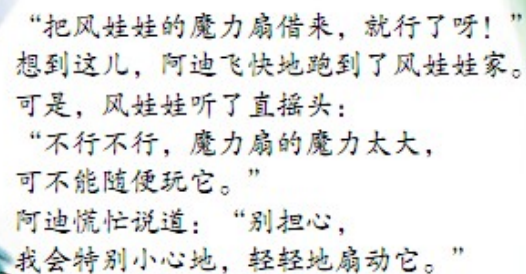 “把风娃娃的魔力扇借来，就行了呀！”
想到这儿，阿迪飞快地跑到了风娃娃家。
可是，风娃娃听了直摇头：
“不行不行，魔力扇的魔力太大，
可不能随便玩它。”
阿迪慌忙说道：“别担心，
我会特别小心地，轻轻地扇动它。”